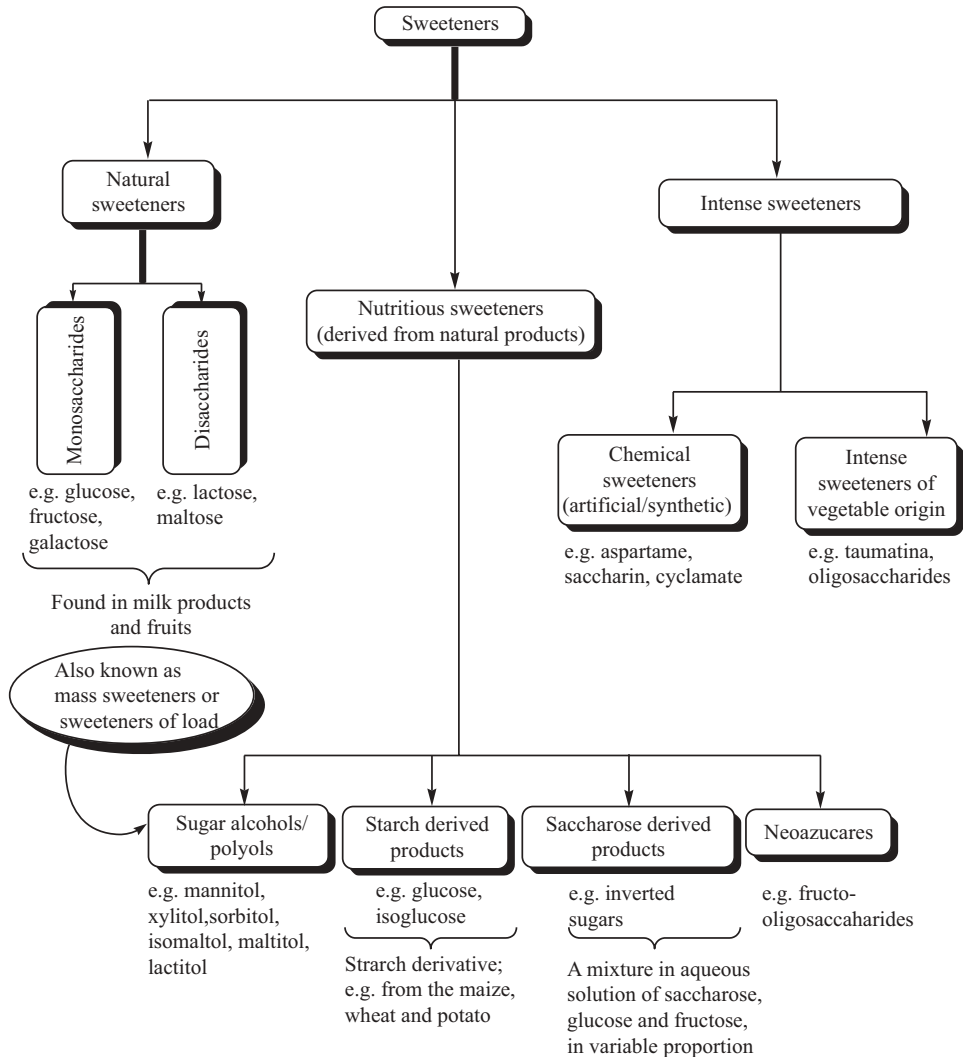 Sweeteners
Natural
sweeteners
Intense sweeteners
Nutritious sweeteners
(derived from natural products)
Monosaccharides
Disaccharides
e.g. glucose,
fructose,
galactose
e.g. lactose,
maltose
Found in milk products
and fruits
Chemical
sweeteners
(artificial/synthetic)
e.g. aspartame,
saccharin, cyclamate
Intense
sweeteners of
vegetable origin
e.g. taumatina,
oligosaccharides
Also known as
mass sweeteners or
sweeteners of load
Sugar alcohols/
polyols
e.g. mannitol,
xylitol,sorbitol,
isomaltol, maltitol,
lactitol
Starch derived
products
e.g. glucose,
isoglucose
Strarch derivative;
e.g. from the maize,
wheat and potato
Saccharose derived
products
e.g. inverted
sugars
A mixture in aqueous
solution of saccharose,
glucose and fructose,
in variable proportion
Neoazucares
e.g. fructo-
oligosaccaharides